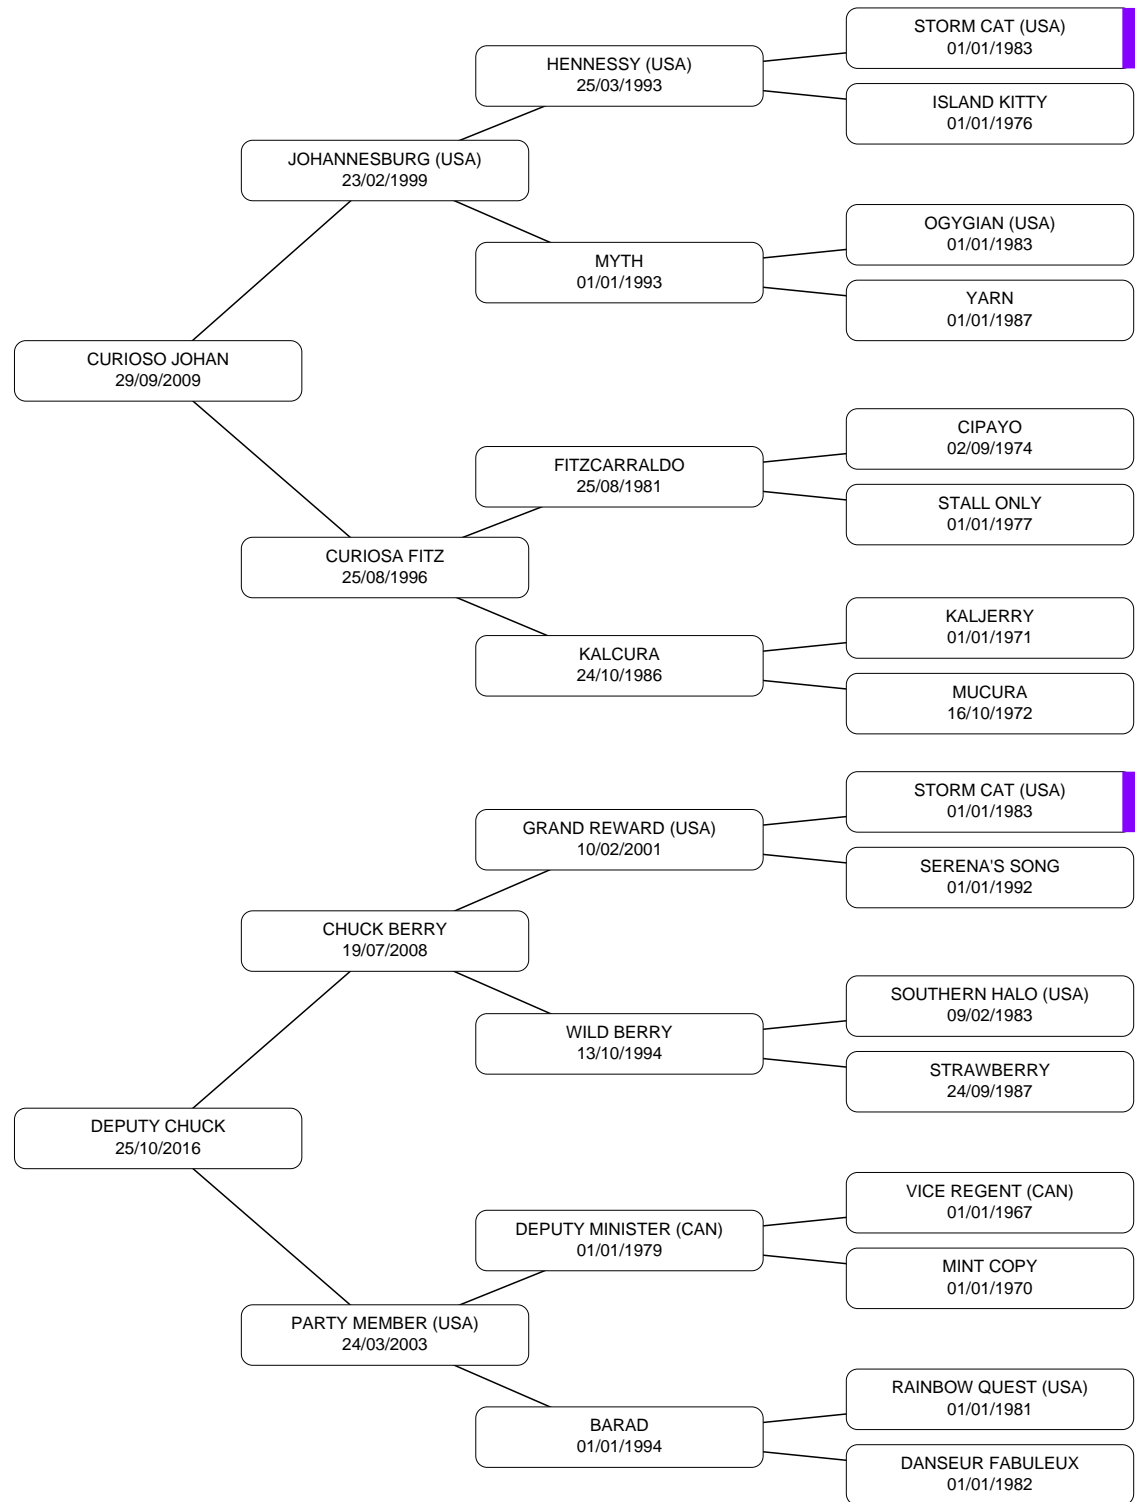 STORM CAT (USA)
01/01/1983
HENNESSY (USA)
25/03/1993
ISLAND KITTY
01/01/1976
JOHANNESBURG (USA)
23/02/1999
OGYGIAN (USA)
01/01/1983
MYTH
01/01/1993
YARN
01/01/1987
CURIOSO JOHAN
29/09/2009
CIPAYO
02/09/1974
FITZCARRALDO
25/08/1981
STALL ONLY
01/01/1977
CURIOSA FITZ
25/08/1996
KALJERRY
01/01/1971
KALCURA
24/10/1986
MUCURA
16/10/1972
STORM CAT (USA)
01/01/1983
GRAND REWARD (USA)
10/02/2001
SERENA'S SONG
01/01/1992
CHUCK BERRY
19/07/2008
SOUTHERN HALO (USA)
09/02/1983
WILD BERRY
13/10/1994
STRAWBERRY
24/09/1987
DEPUTY CHUCK
25/10/2016
VICE REGENT (CAN)
01/01/1967
DEPUTY MINISTER (CAN)
01/01/1979
MINT COPY
01/01/1970
PARTY MEMBER (USA)
24/03/2003
RAINBOW QUEST (USA)
01/01/1981
BARAD
01/01/1994
DANSEUR FABULEUX
01/01/1982